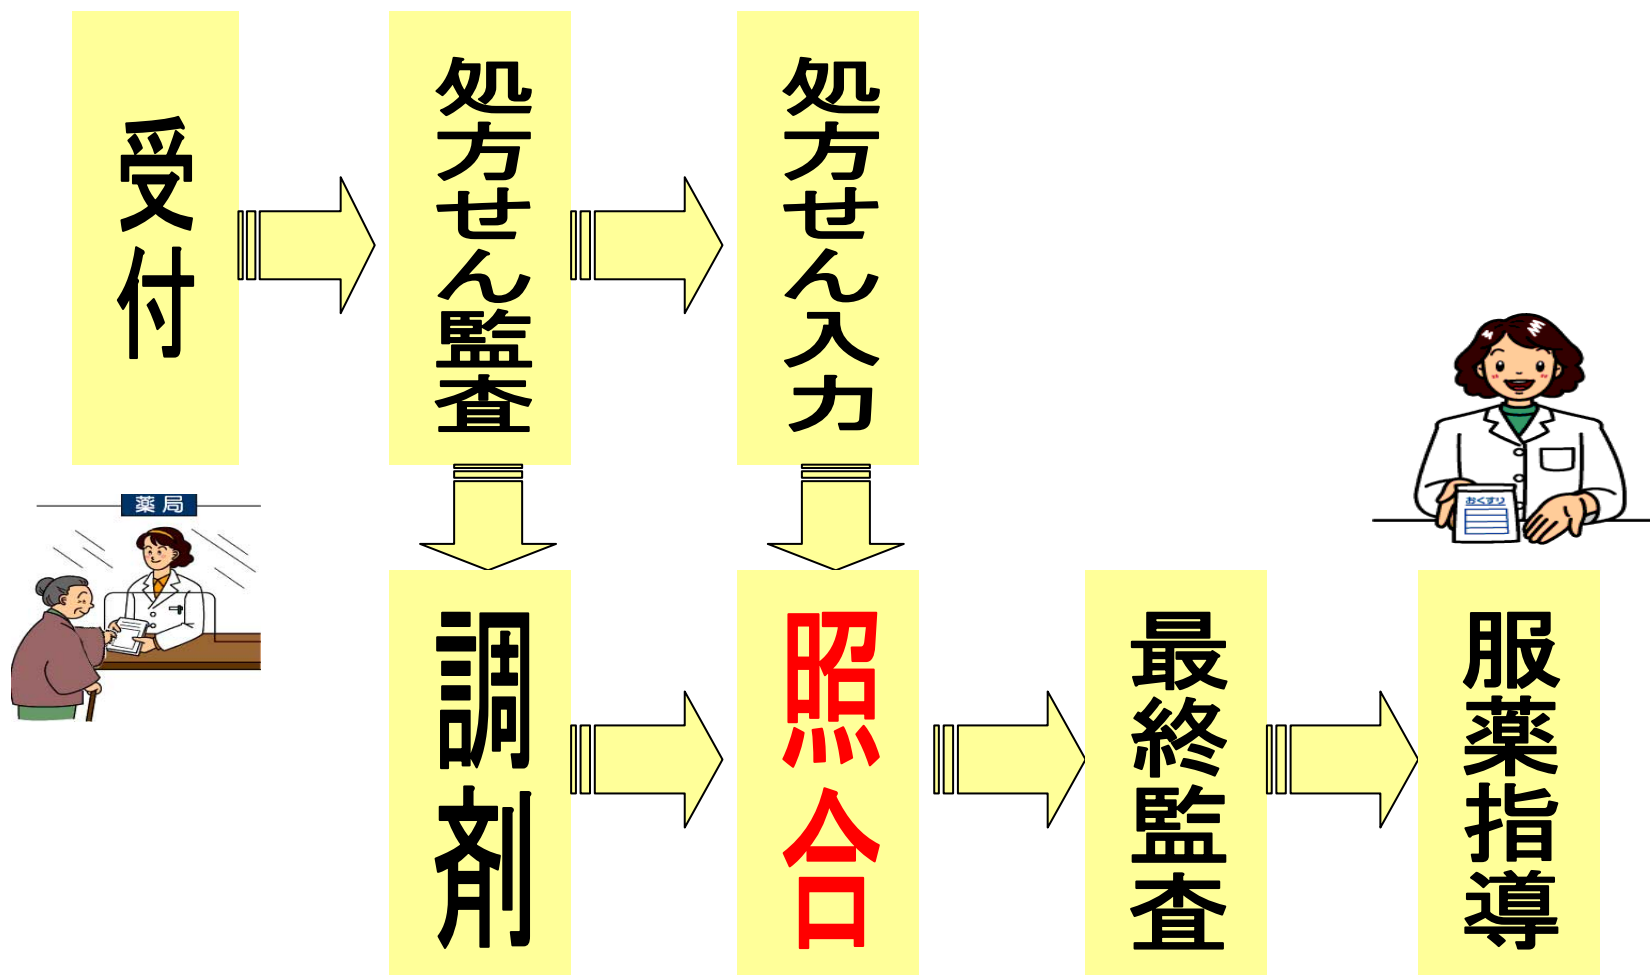 受付
処方せん監査
処方せん入力
薬局
おくすり
調剤
照合
最終監査
服薬指導